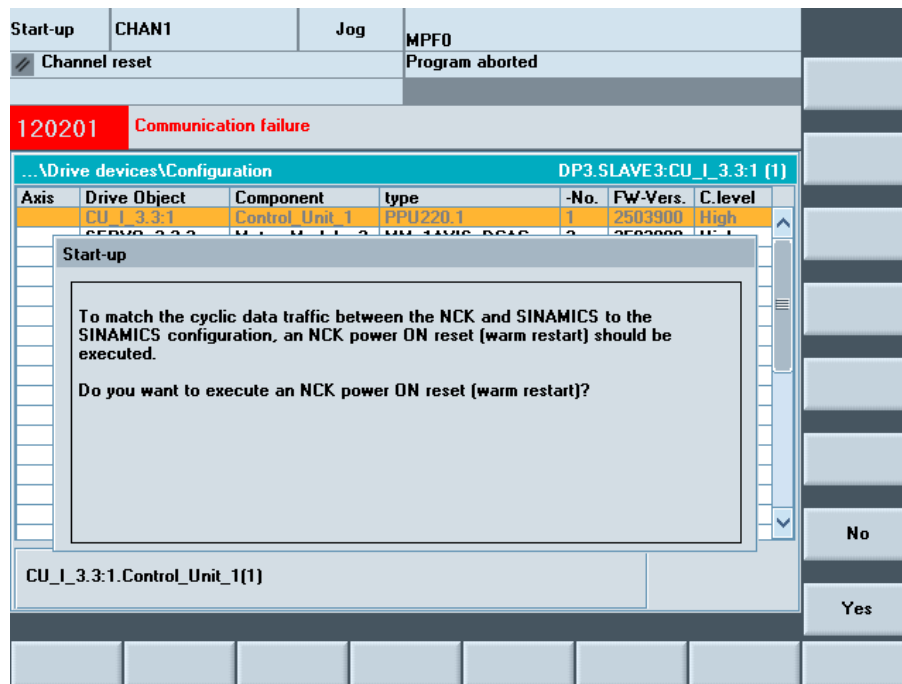 Start-up CHAN1 Jog MPF0
Channel reset Program aborted
120201 Communication failure
...\Drive devices\Configuration DP3.SLAVE3:CU_I_3.3:1 (1)
Axis Drive Object Component type -No. FW-Vers. C.level
CU_I_3.3:1 Control_Unit_1 PPU220.1 1 2503900 High
Start-up
To match the cyclic data traffic between the NCK and SINAMICS to the
SINAMICS configuration, an NCK power ON reset (warm restart) should be
executed.
Do you want to execute an NCK power ON reset (warm restart)?
No
CU_I_3.3:1.Control_Unit_1(1)
Yes